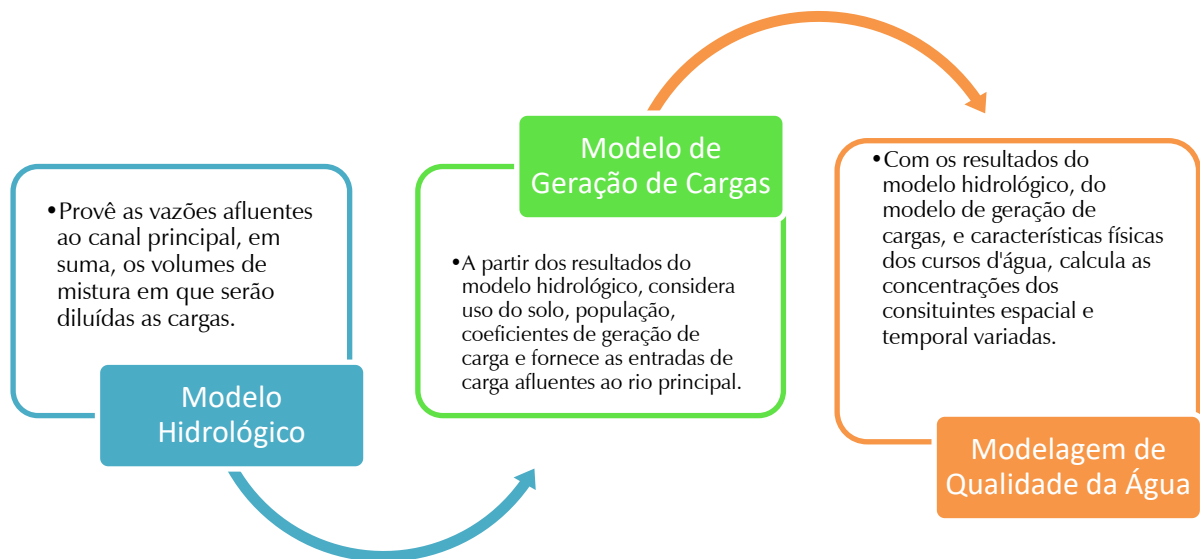 •Provê as vazões afluentes
ao canal principal, em
suma, os volumes de
mistura em que serão
diluídas as cargas.
Modelo
Hidrológico
Modelo de
Geração de Cargas
•A partir dos resultados do
modelo hidrológico, considera
uso do solo, população,
coeficientes de geração de
carga e fornece as entradas de
carga afluentes ao rio principal.
•Com os resultados do
modelo hidrológico, do
modelo de geração de
cargas, e características físicas
dos cursos d'água, calcula as
concentrações dos
consituintes espacial e
temporal variadas.
Modelagem de
Qualidade da Água